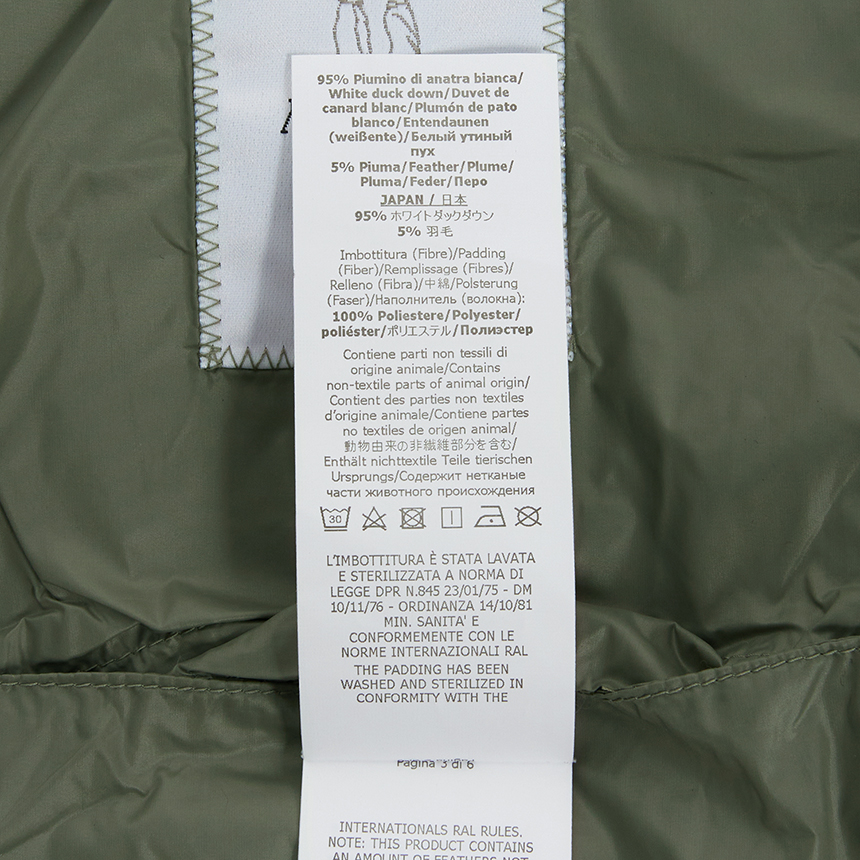 95% Piumino di anatra bianca/
White duck down/Duvet de
canard blanc/Plumón de pato
blanco/Entendaunen
(weißente)/Белый утиный
пух
5% Piuma/Feather/Plume/
Pluma/Feder/Перо
JAPAN / 日本
95% ホワイトダックダウン
5% 羽毛
Imbottitura (Fibre)/Padding
(Fiber)/Remplissage (Fibres)/
Relleno (Fibra)/中綿/Polsterung
(Faser)/Наполнитель (волокна):
100% Poliestere/Polyester/
poliéster/ポリエステル/Полиэстер
Contiene parti non tessili di
origine animale/Contains
non-textile parts of animal origin/
Contient des parties non textiles
d'origine animale/Contiene partes
no textiles de origen animal/
動物由来の非繊維部分を含む/
Enthält nichttextile Teile tierischen
Ursprungs/Содержит нетканые
части животного происхождения
30
L'IMBOTTITURA È STATA LAVATA
E STERILIZZATA A NORMA DI
LEGGE DPR N.845 23/01/75 - DM
10/11/76 - ORDINANZA 14/10/81
MIN. SANITA' E
CONFORMEMENTE CON LE
NORME INTERNAZIONALI RAL
THE PADDING HAS BEEN
WASHED AND STERILIZED IN
CONFORMITY WITH THE
Pagina 3 di 6
INTERNATIONALS RAL RULES.
NOTE: THIS PRODUCT CONTAINS
AN AMOUNT OF FEATHERS NOT